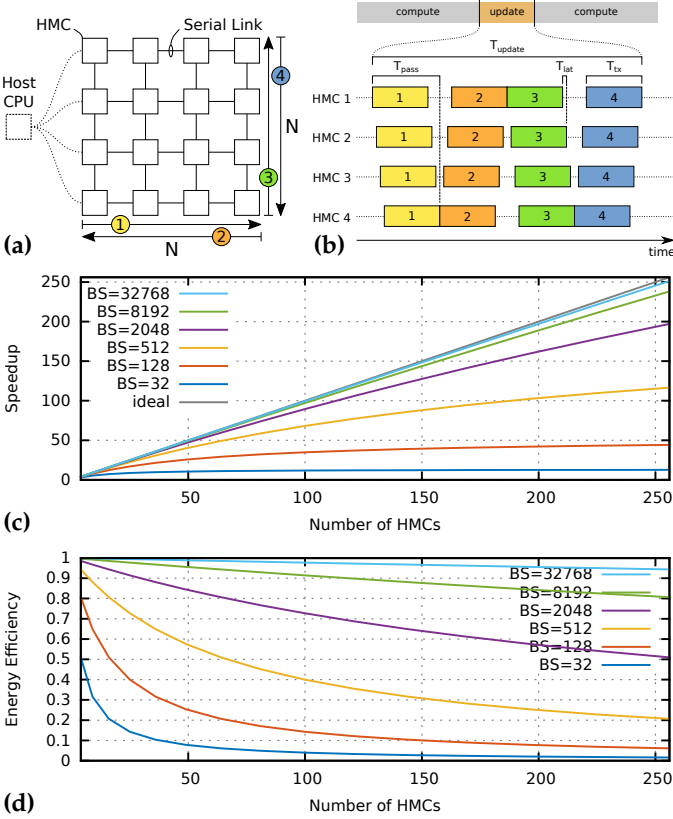 HMC
Serial Link
Host
CPU
4
N
3
1
2
N
(a)
compute
update
compute
T_update
T_pass
T_lat
T_tx
HMC 1
1
2
3
4
HMC 2
1
2
3
4
HMC 3
1
2
3
4
HMC 4
1
2
3
4
(b)
time
250
200
150
100
50
0
Speedup
BS=32768
BS=8192
BS=2048
BS=512
BS=128
BS=32
ideal
50
100
150
200
250
(c)
Number of HMCs
1
0.9
0.8
0.7
0.6
0.5
0.4
0.3
0.2
0.1
0
Energy Efficiency
BS=32768
BS=8192
BS=2048
BS=512
BS=128
BS=32
50
100
150
200
250
(d)
Number of HMCs